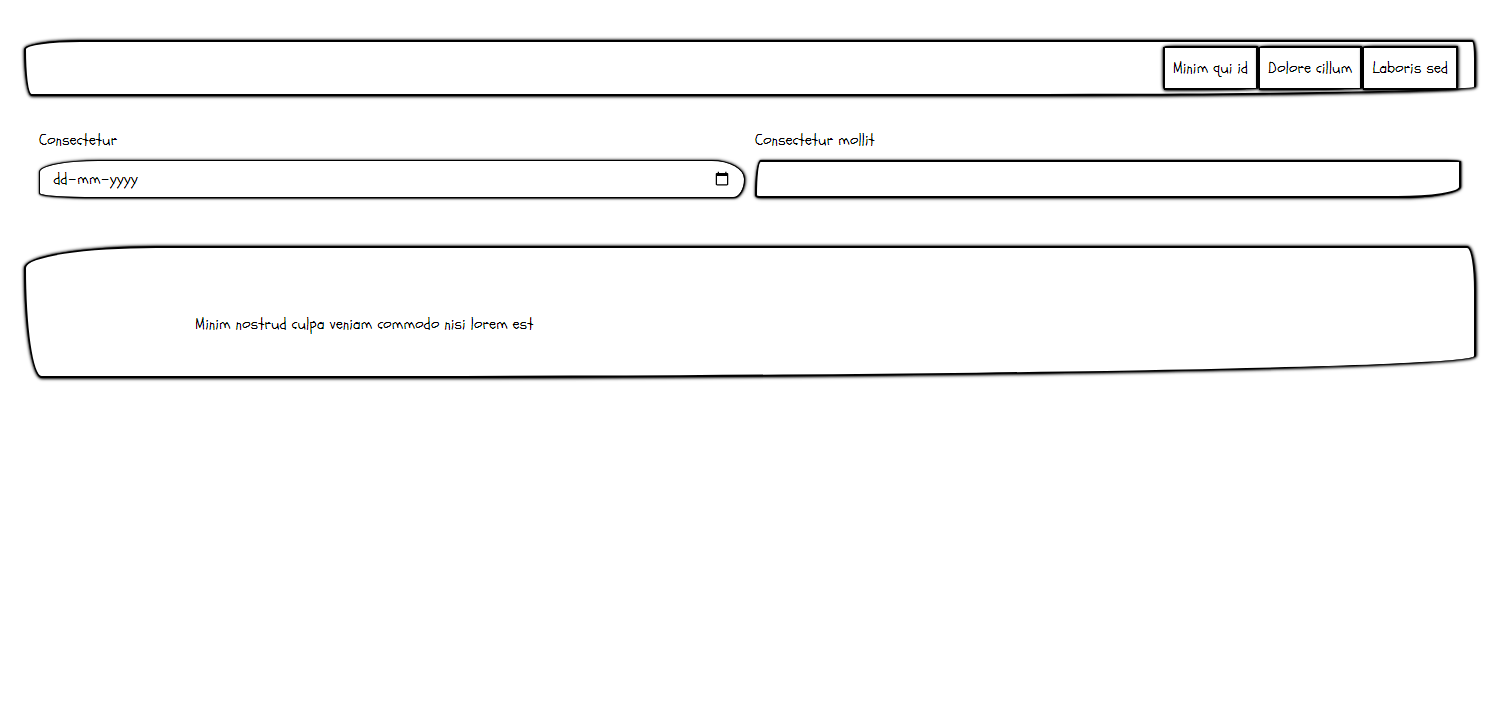 Minim qui id Dolore cillum Laboris sed
Consectetur Consectetur mollit
dd-mm-yyyy
Minim nostrud culpa veniam commodo nisi lorem est